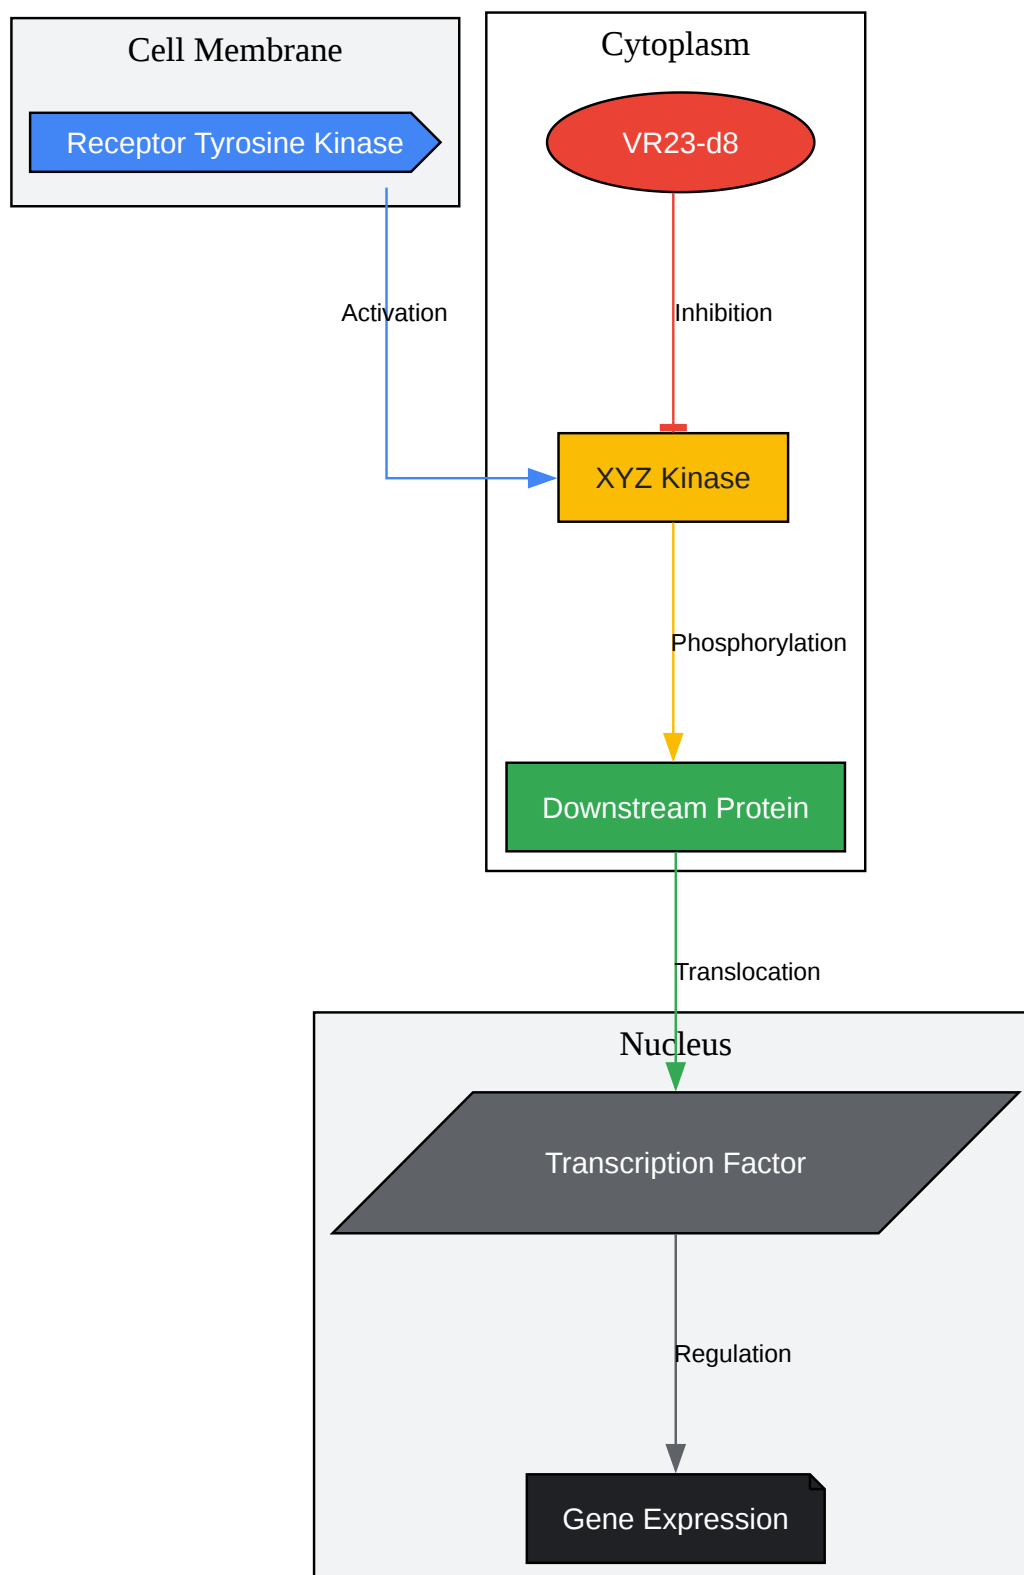 Cell Membrane
Cytoplasm
Receptor Tyrosine Kinase
VR23-d8
Activation
Inhibition
XYZ Kinase
Phosphorylation
Downstream Protein
Translocation
Nucleus
Transcription Factor
Regulation
Gene Expression